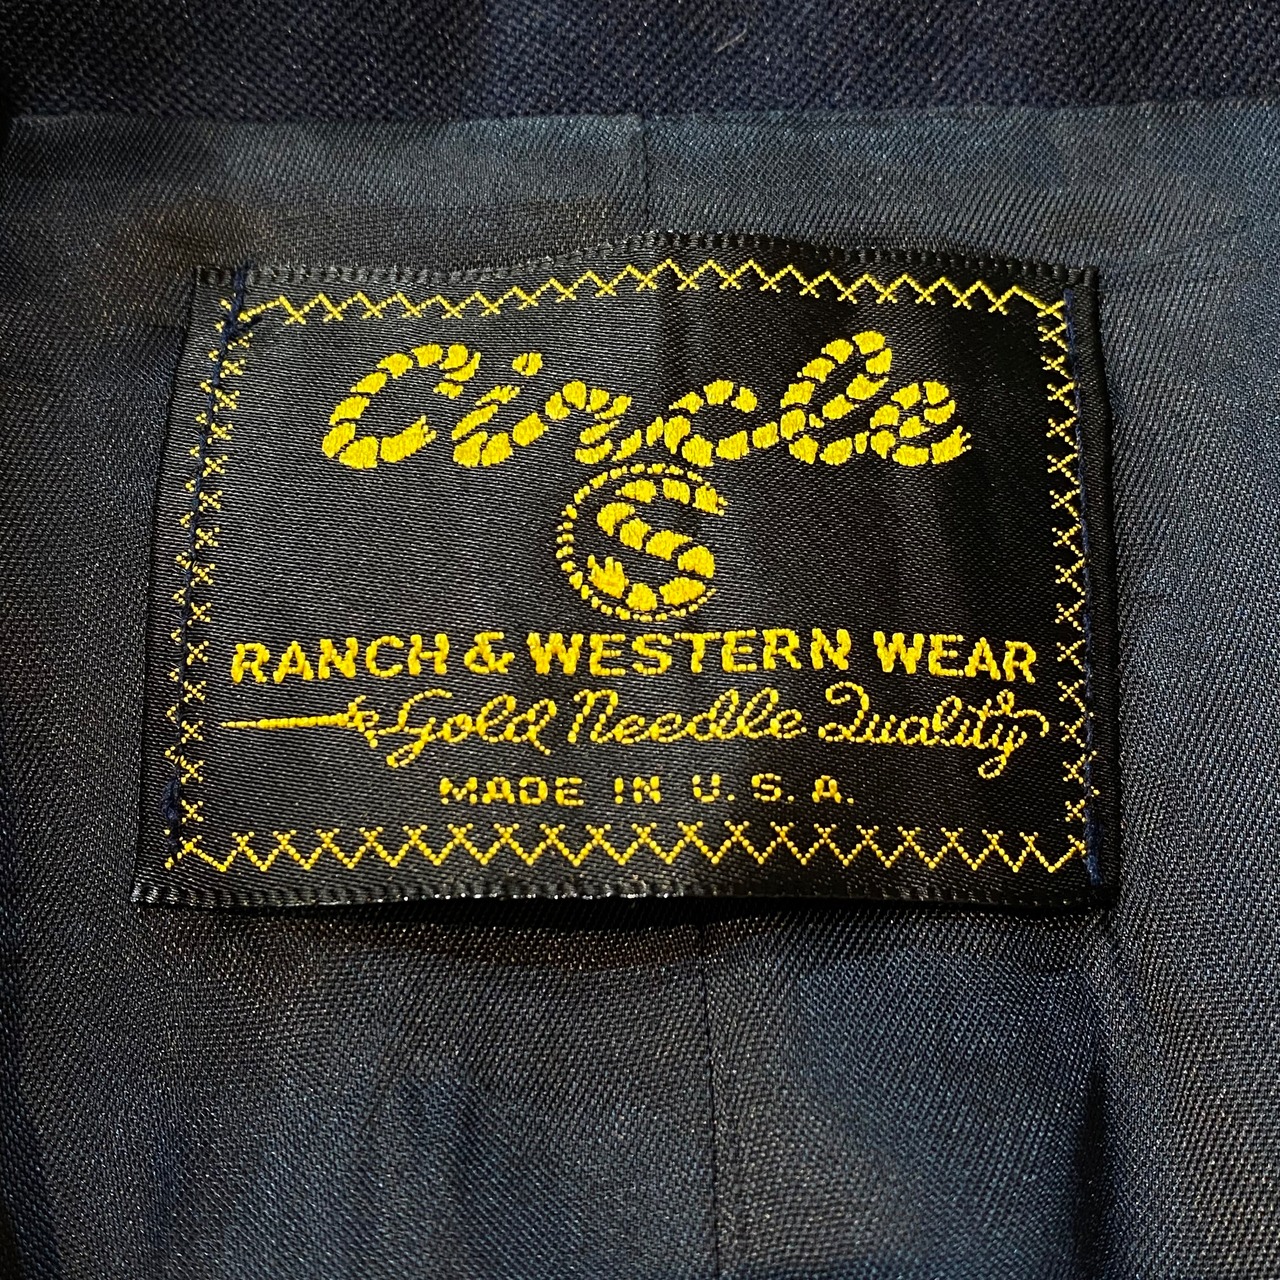 Circle
S
RANCH & WESTERN WEAR
Gold Needle Quality
MADE IN U.S.A.